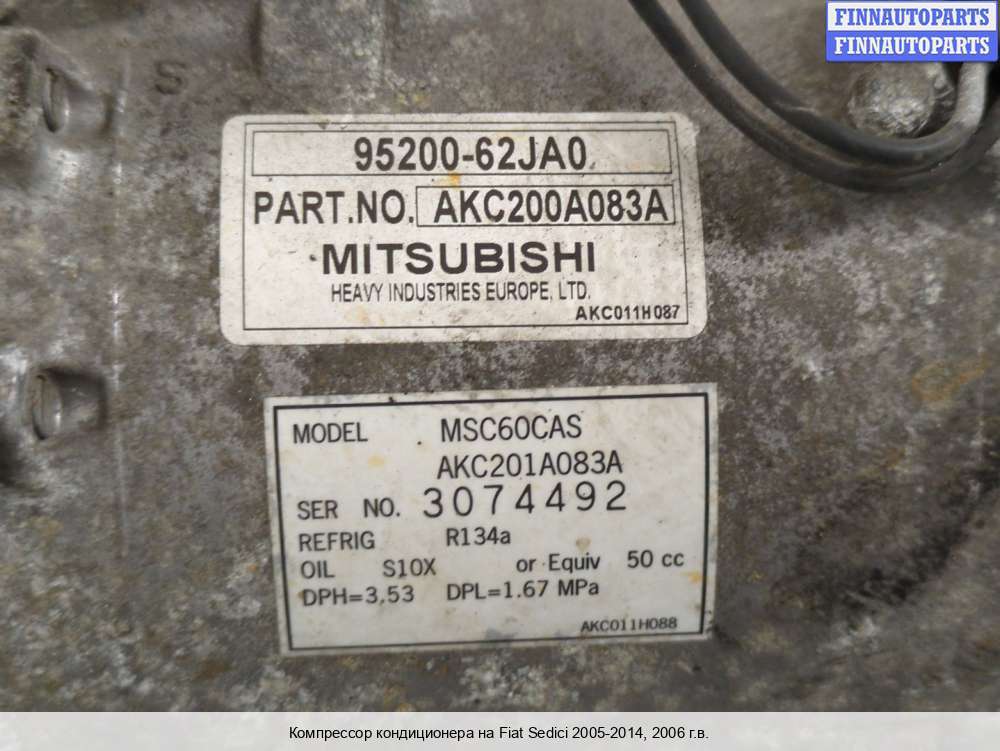 FINNAUTOPARTS
FINNAUTOPARTS
S
95200-62JA0
PART.NO. AKC200A083A
MITSUBISHI
HEAVY INDUSTRIES EUROPE, LTD.
AKC011H087
MODEL MSC60CAS
AKC201A083A
SER NO. 3074492
REFRIG R134a
OIL S10X or Equiv 50 cc
DPH=3,53 DPL=1.67 MPa
AKC011H088
Компрессор кондиционера на Fiat Sedici 2005-2014, 2006 г.в.